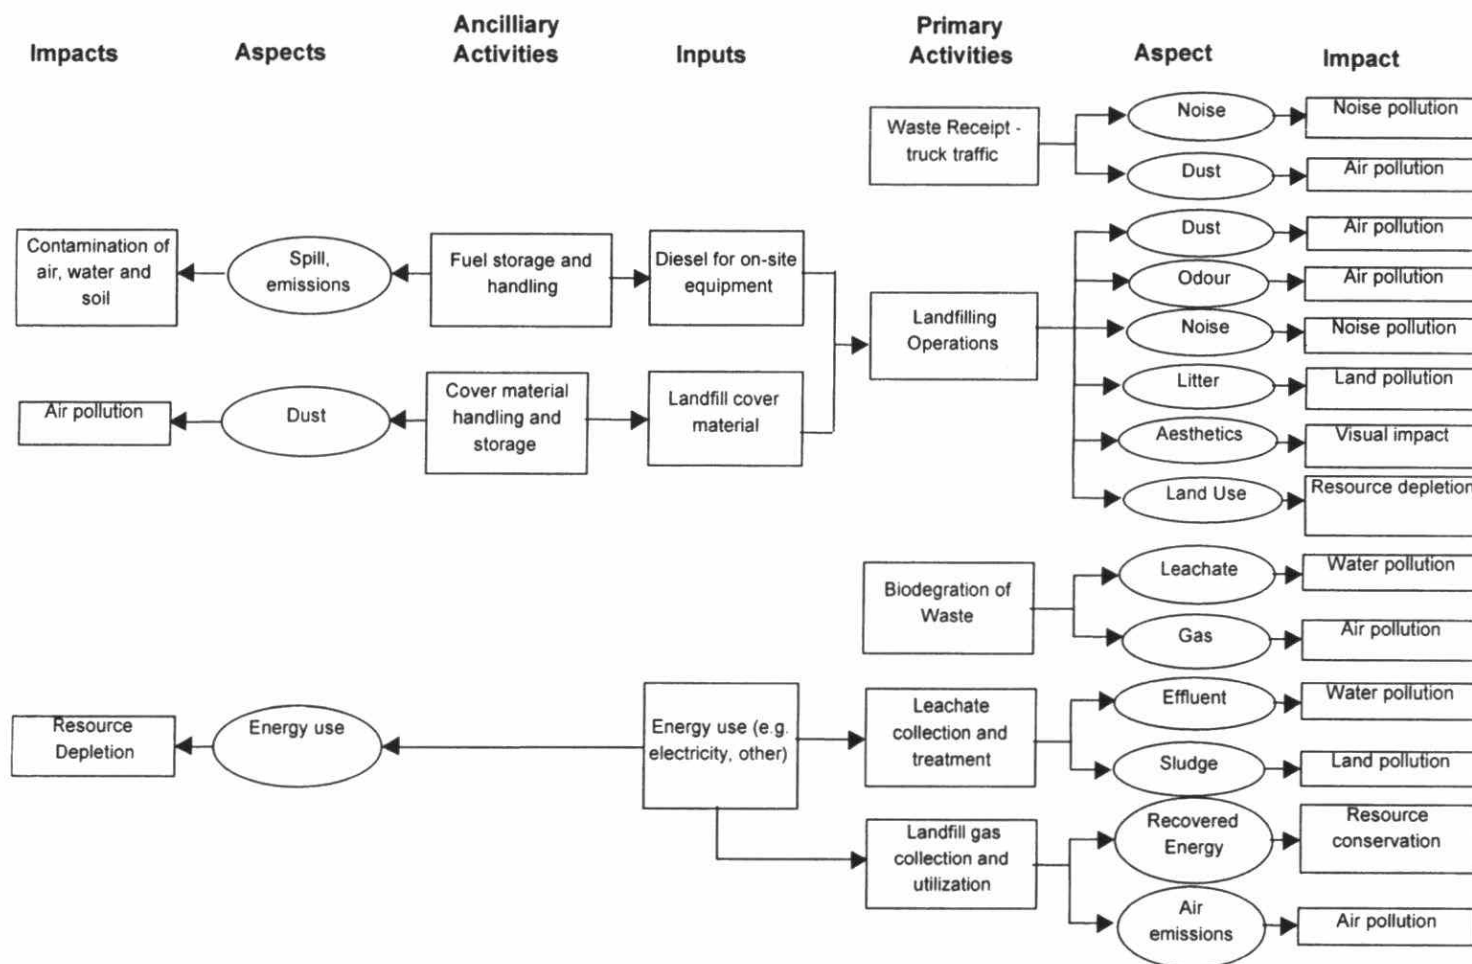 Impacts
Aspects
Ancilliary
Activities
Inputs
Primary
Activities
Aspect
Impact
Waste Receipt -
truck traffic
Noise
Noise pollution
Dust
Air pollution
Contamination of
air, water and
soil
Spill,
emissions
Fuel storage and
handling
Diesel for on-site
equipment
Air pollution
Dust
Cover material
handling and
storage
Landfill cover
material
Landfilling
Operations
Dust
Air pollution
Odour
Air pollution
Noise
Noise pollution
Litter
Land pollution
Aesthetics
Visual impact
Land Use
Resource depletion
Biodegration of
Waste
Leachate
Water pollution
Gas
Air pollution
Resource
Depletion
Energy use
Energy use (e.g.
electricity, other)
Leachate
collection and
treatment
Effluent
Water pollution
Sludge
Land pollution
Landfill gas
collection and
utilization
Recovered
Energy
Resource
conservation
Air
emissions
Air pollution